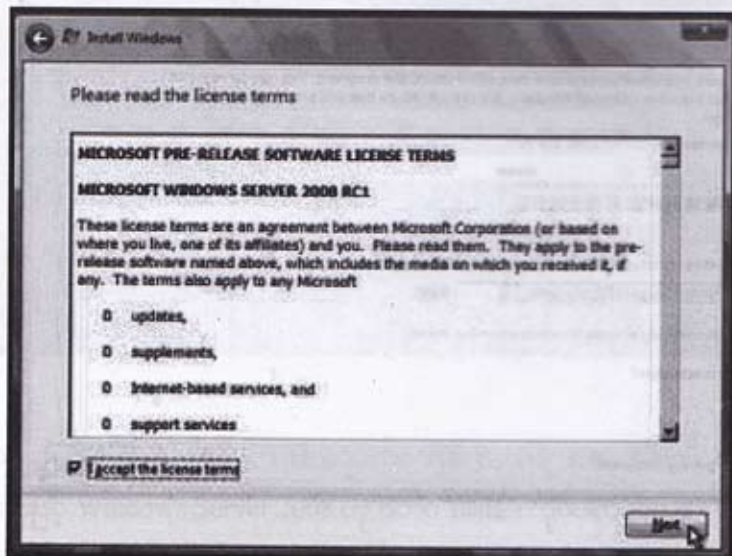 Install Windows
Please read the license terms
MICROSOFT PRE-RELEASE SOFTWARE LICENSE TERMS
MICROSOFT WINDOWS SERVER 2008 RC1
These license terms are an agreement between Microsoft Corporation (or based on
where you live, one of its affiliates) and you. Please read them. They apply to the pre-
release software named above, which includes the media on which you received it, if
any. The terms also apply to any Microsoft
0 updates,
0 supplements,
0 Internet-based services, and
0 support services
I accept the license terms
Next